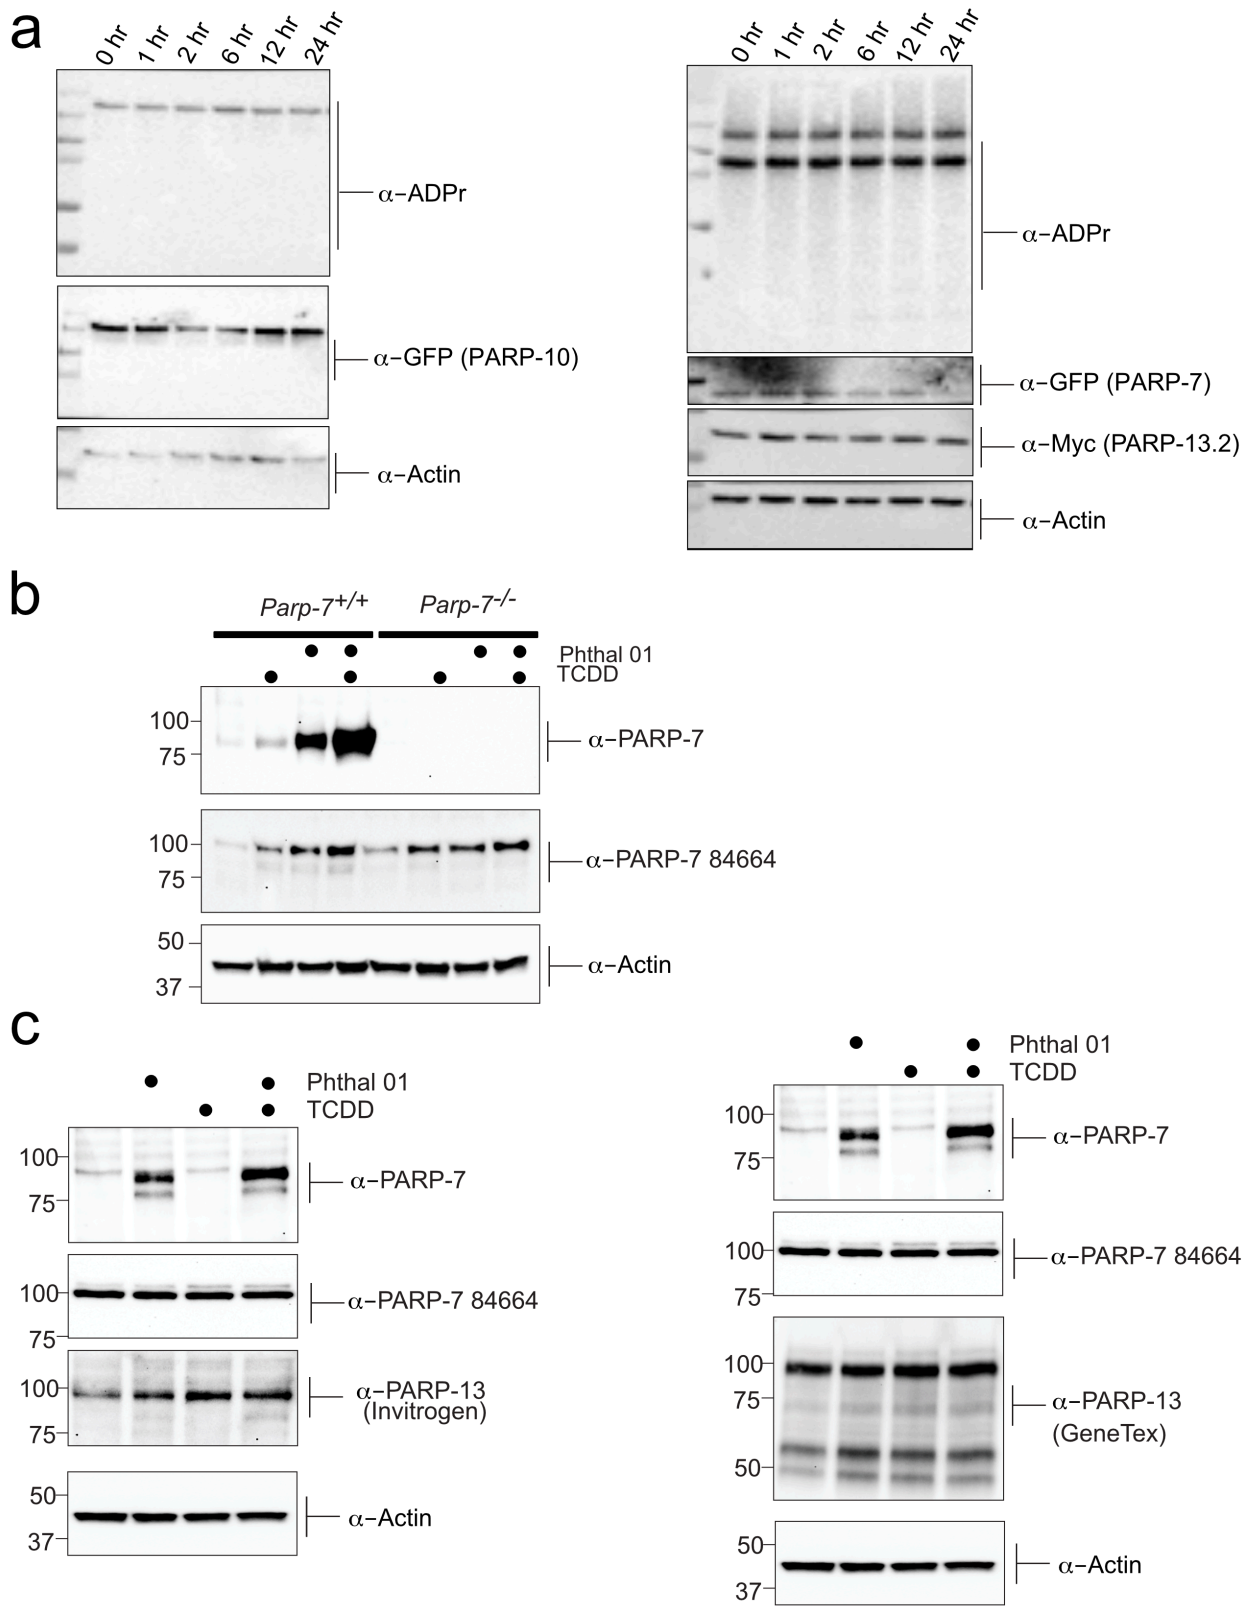 a
0 hr 1 hr 2 hr 6 hr 12 hr 24 hr
α–ADPr
α–GFP (PARP-10)
α–Actin
0 hr 1 hr 2 hr 6 hr 12 hr 24 hr
α–ADPr
α–GFP (PARP-7)
α–Myc (PARP-13.2)
α–Actin
b
Parp-7+/+ Parp-7-/-
Phthal 01
TCDD
100
75
α–PARP-7
100
75
α–PARP-7 84664
50
37
α–Actin
c
Phthal 01
TCDD
100
75
α–PARP-7
100
75
α–PARP-7 84664
100
75
α–PARP-13
(Invitrogen)
50
37
α–Actin
Phthal 01
TCDD
100
75
α–PARP-7
100
75
α–PARP-7 84664
100
75
50
α–PARP-13
(GeneTex)
50
37
α–Actin